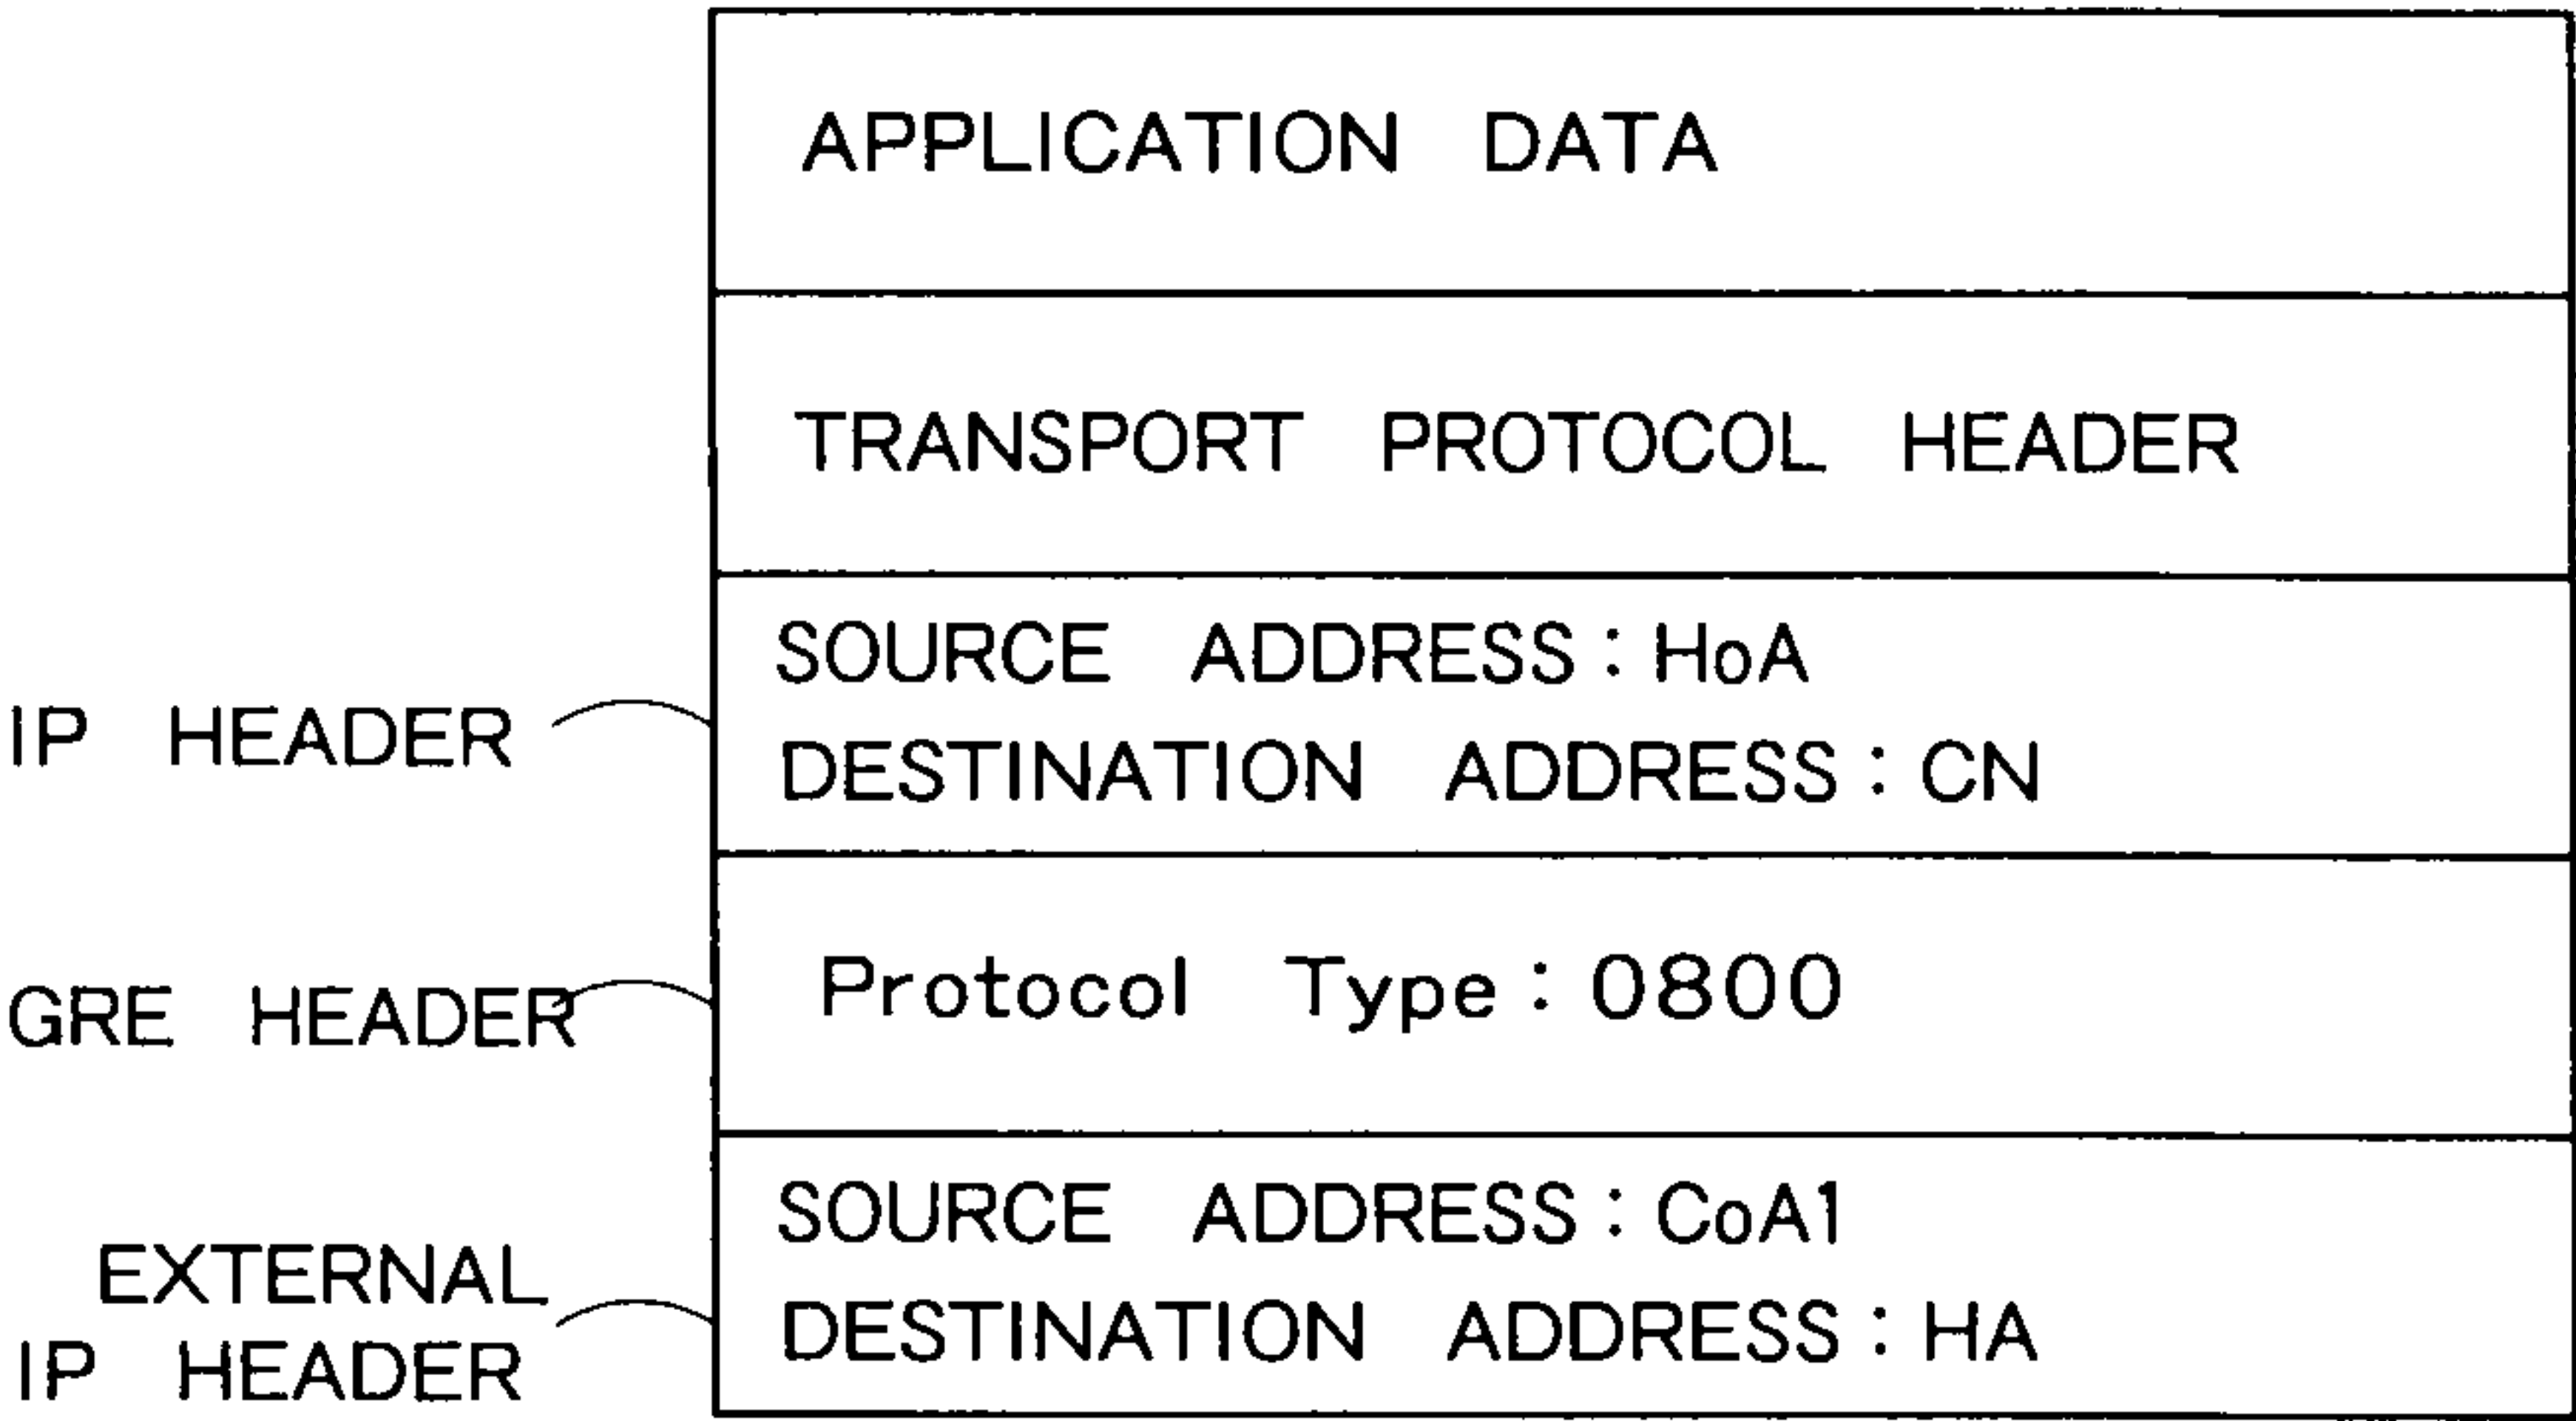 APPLICATION DATA
TRANSPORT PROTOCOL HEADER
IP HEADER
SOURCE ADDRESS : HoA
DESTINATION ADDRESS : CN
GRE HEADER
Protocol Type : 0800
EXTERNAL
IP HEADER
SOURCE ADDRESS : CoA1
DESTINATION ADDRESS : HA